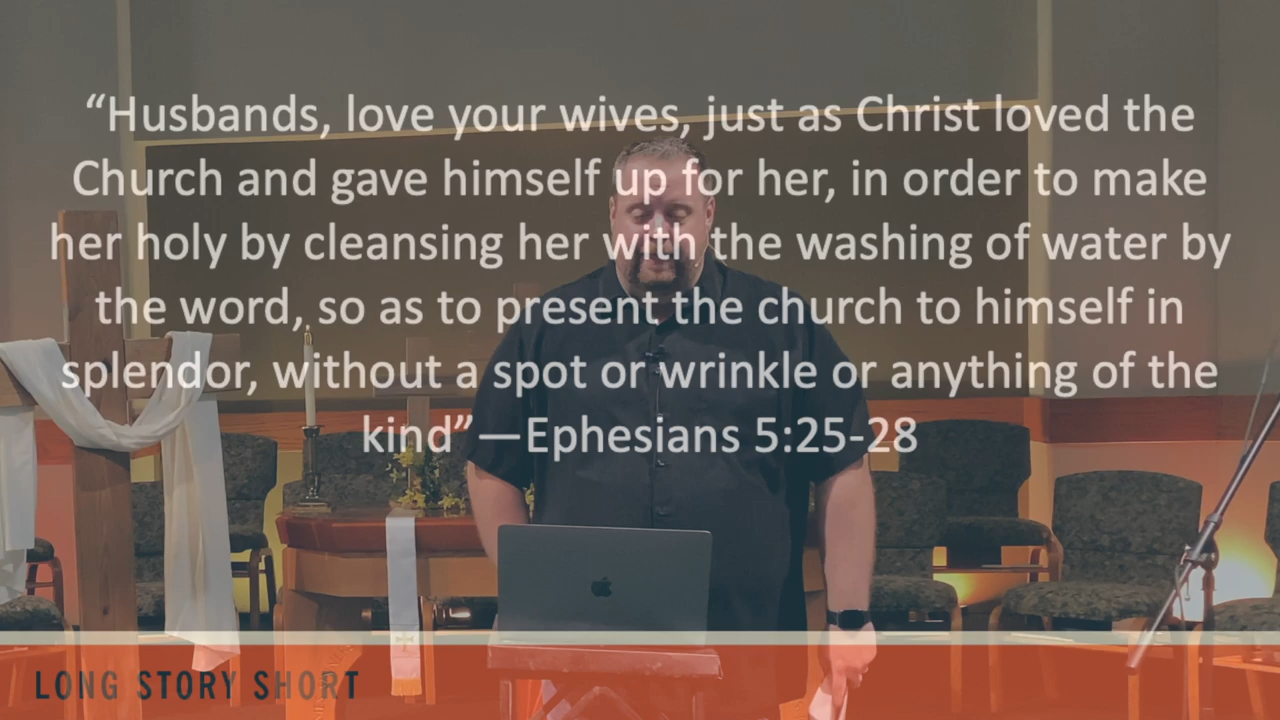 “Husbands, love your wives, just as Christ loved the
Church and gave himself up for her, in order to make
her holy by cleansing her with the washing of water by
the word, so as to present the church to himself in
splendor, without a spot or wrinkle or anything of the
kind”—Ephesians 5:25-28
LONG STORY SHORT